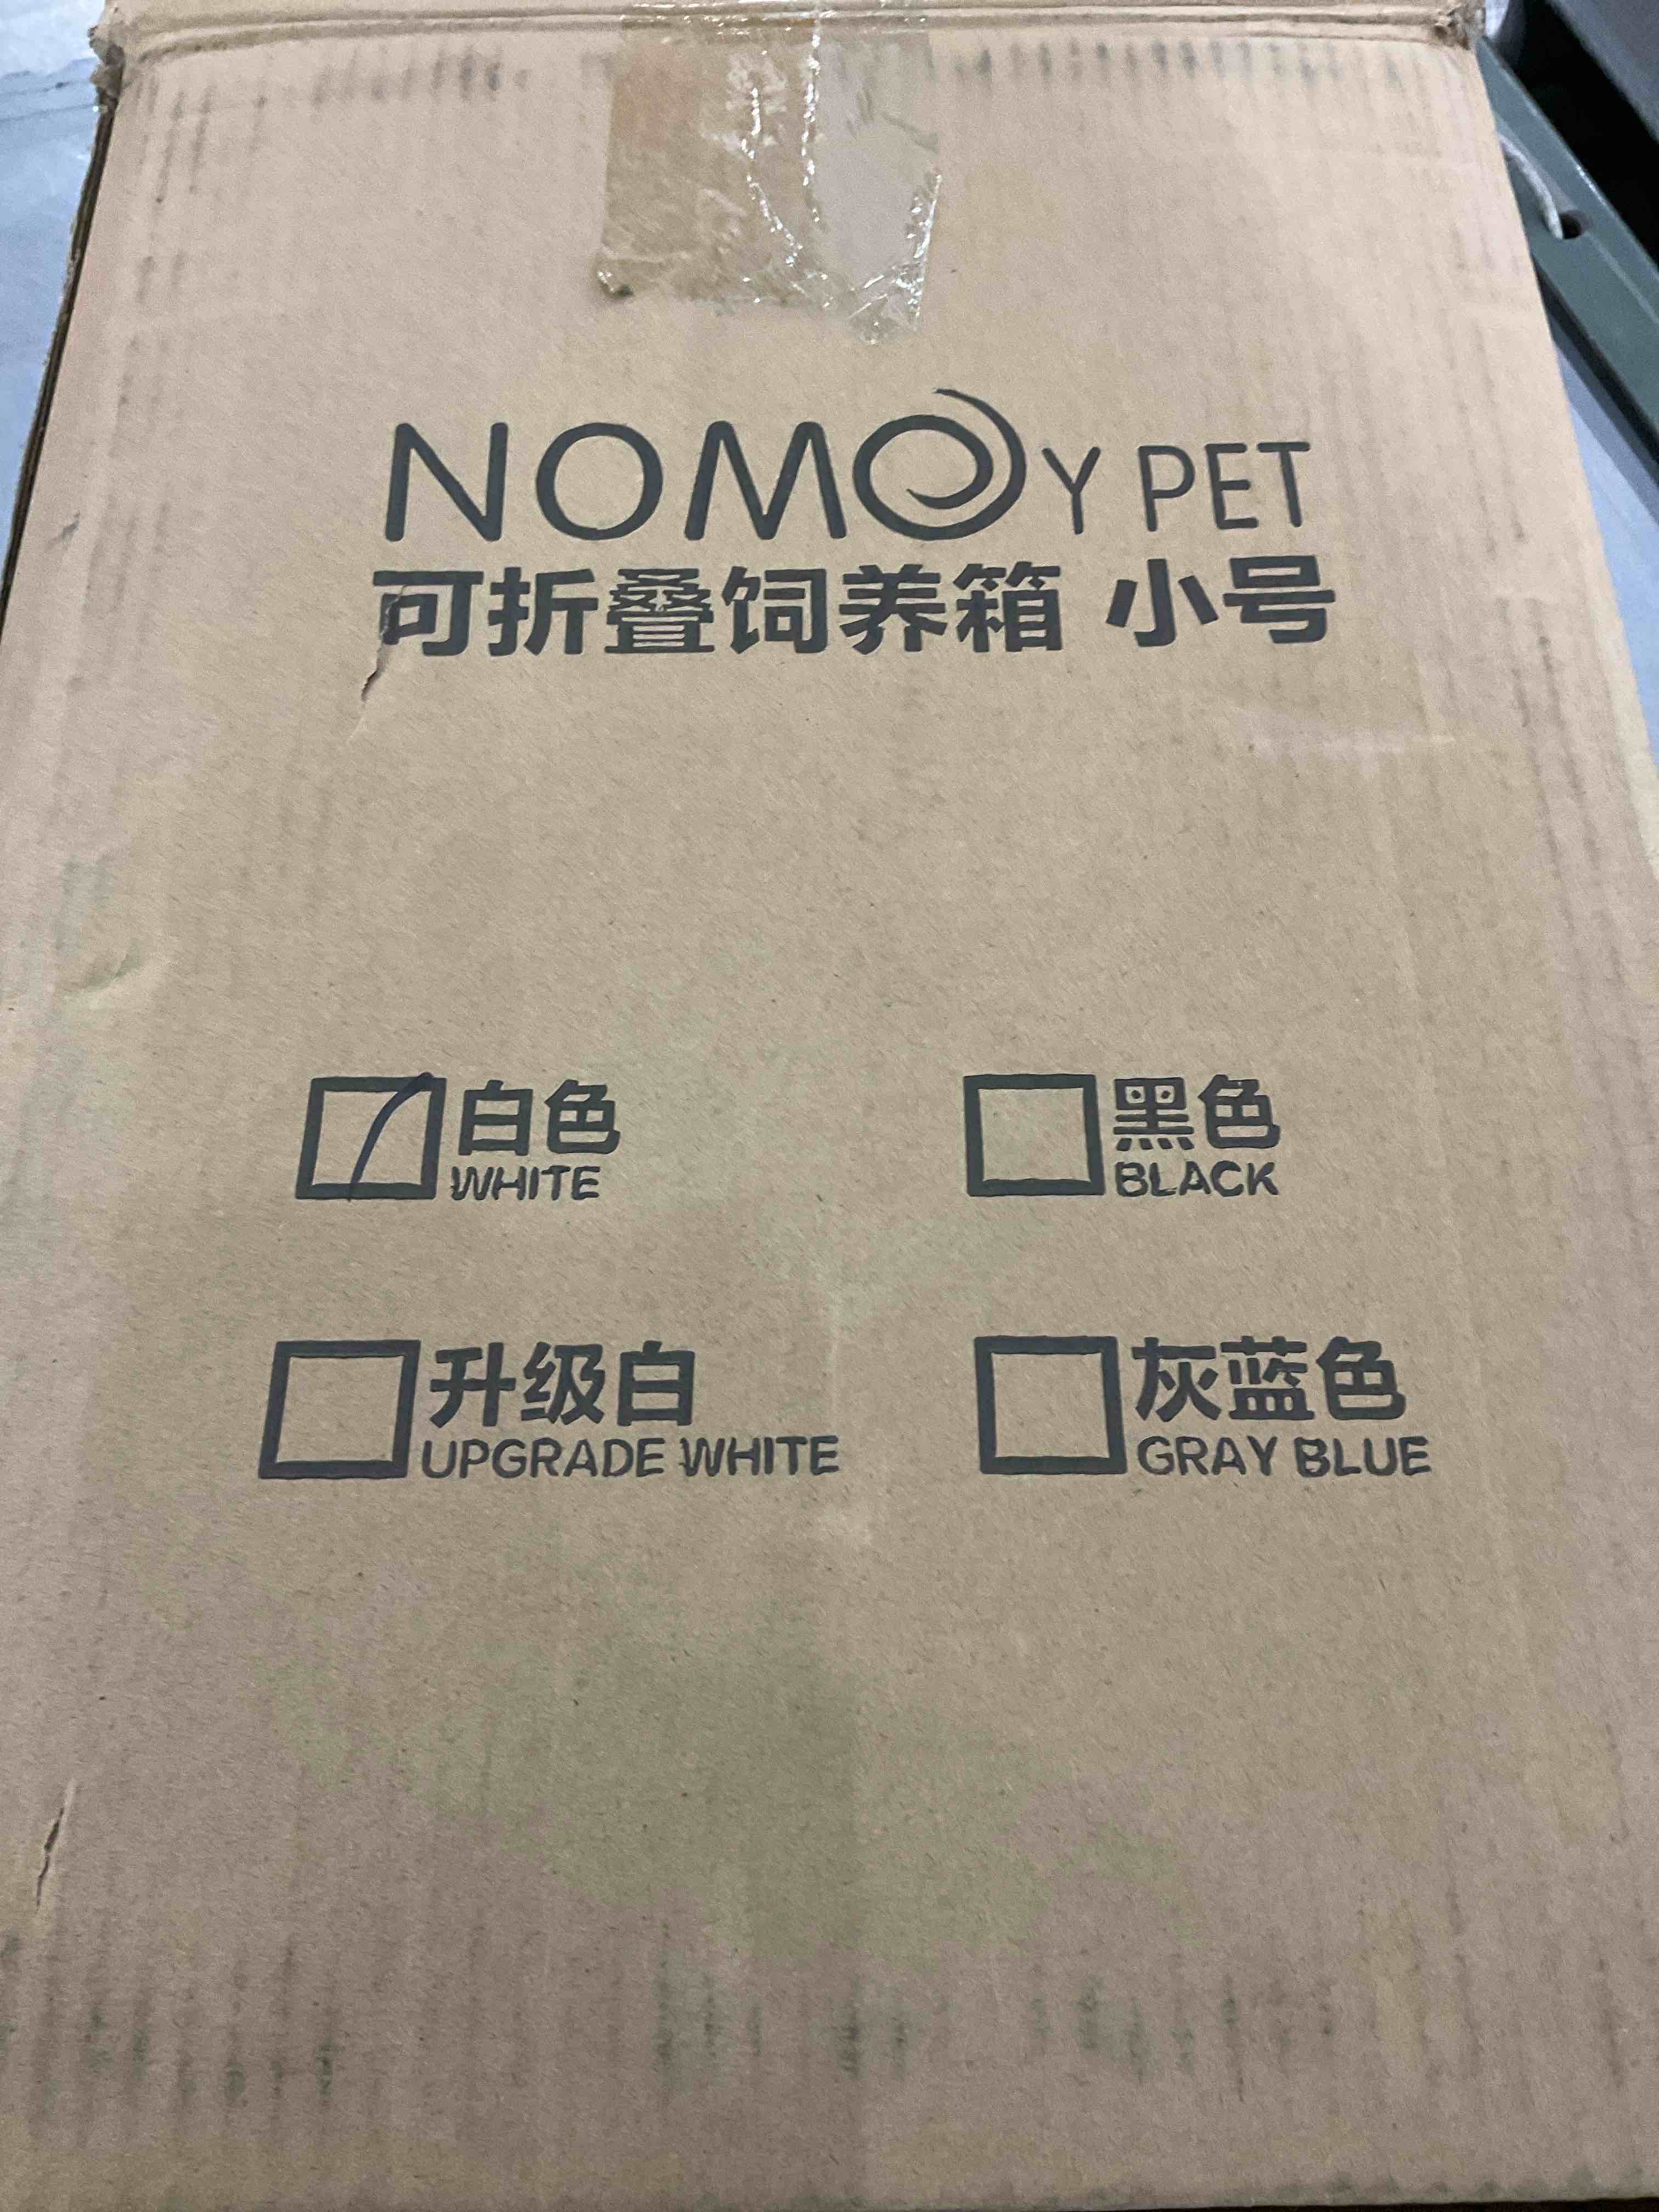 NOMOY PET
可折叠饲养箱 小号
白色
WHITE
黑色
BLACK
升级白
UPGRADE WHITE
灰蓝色
GRAY BLUE